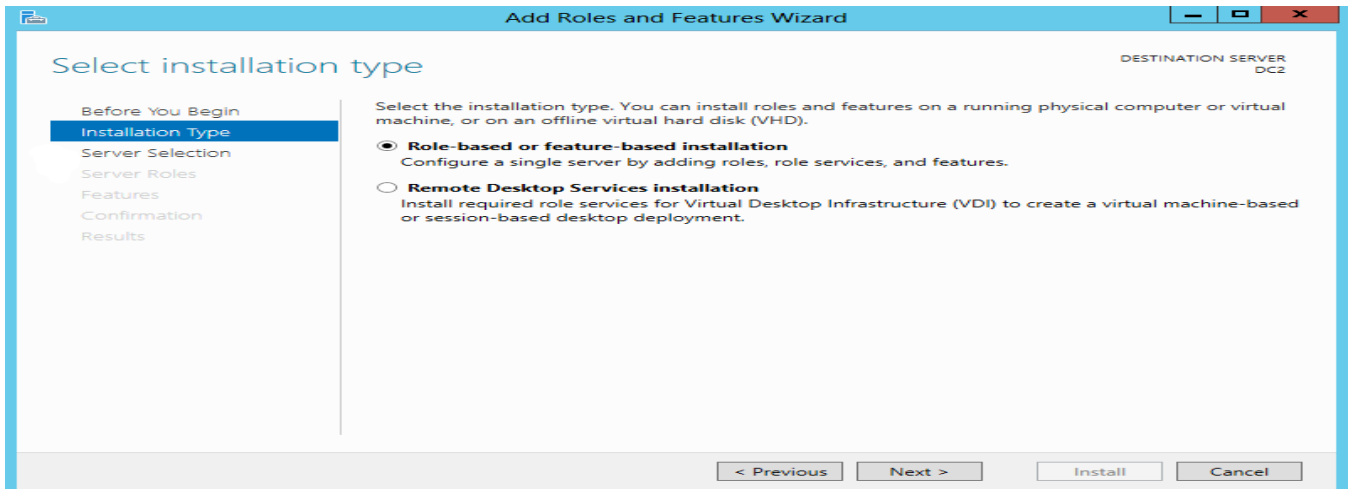 Add Roles and Features Wizard
Select installation type
DESTINATION SERVER
DC2
Before You Begin
Installation Type
Server Selection
Server Roles
Features
Confirmation
Results
Select the installation type. You can install roles and features on a running physical computer or virtual
machine, or on an offline virtual hard disk (VHD).
Role-based or feature-based installation
Configure a single server by adding roles, role services, and features.
Remote Desktop Services installation
Install required role services for Virtual Desktop Infrastructure (VDI) to create a virtual machine-based
or session-based desktop deployment.
< Previous
Next >
Install
Cancel